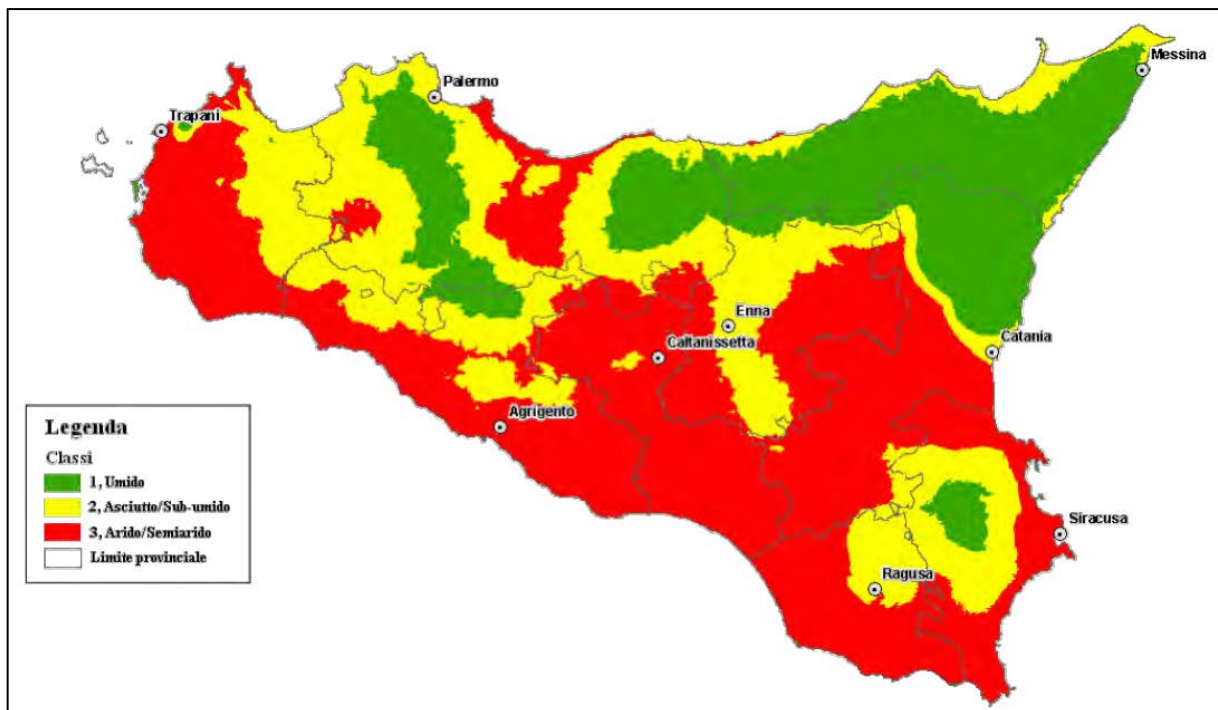 Messina
Palermo
Trapani
Enna
Caltanissetta
Catania
Agrigento
Siracusa
Ragusa
Legenda
Classi
1, Umido
2, Asciutto/Sub-umido
3, Arido/Semiarido
Limite provinciale